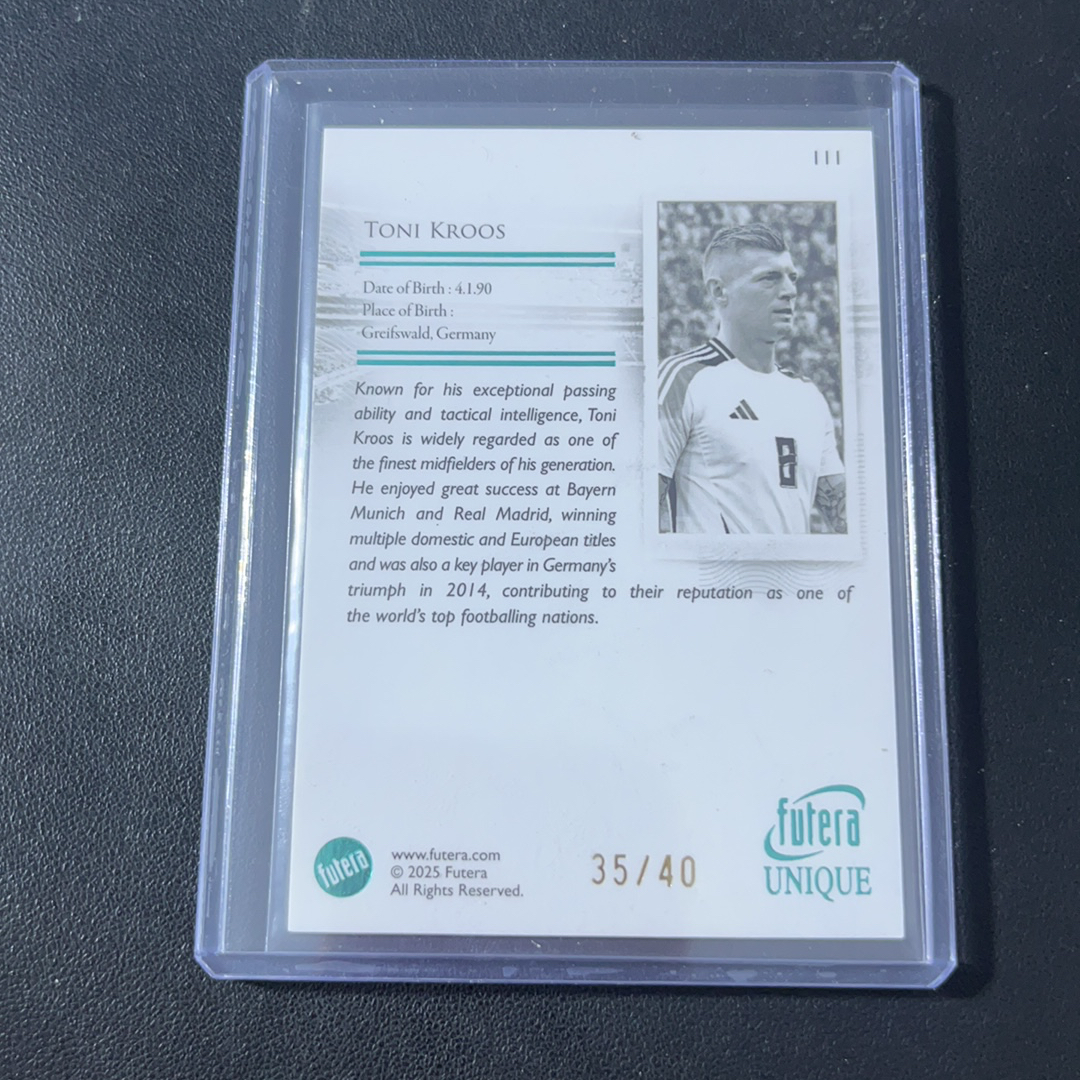 111
TONI KROOS
Date of Birth : 4.1.90
Place of Birth :
Greifswald, Germany
Known for his exceptional passing
ability and tactical intelligence, Toni
Kroos is widely regarded as one of
the finest midfielders of his generation.
He enjoyed great success at Bayern
Munich and Real Madrid, winning
multiple domestic and European titles
and was also a key player in Germany's
triumph in 2014, contributing to their reputation as one of
the world's top footballing nations.
8
futera
www.futera.com
© 2025 Futera
All Rights Reserved.
35/40
futera
UNIQUE